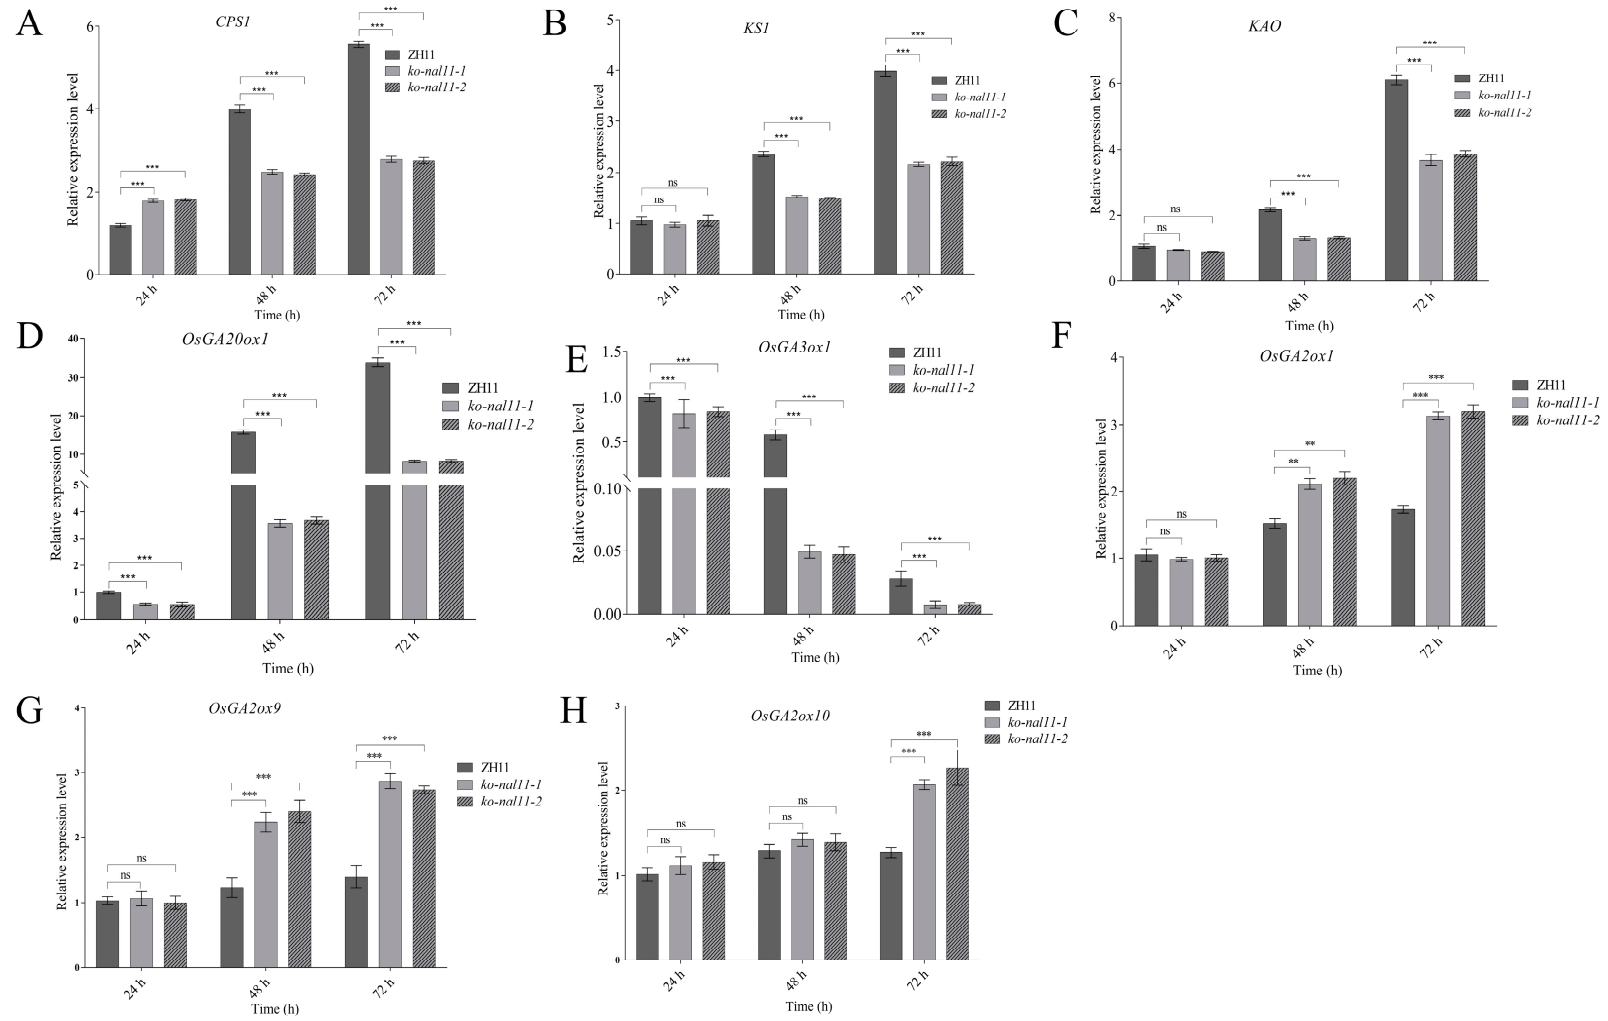 A
CPS1
Relative expression level
6
4
2
0
***
***
***
***
***
***
ZH11
ko-nal11-1
ko-nal11-2
24 h
48 h
72 h
Time (h)
B
KS1
Relative expression level
5
4
3
2
1
0
ns
ns
***
***
***
***
ZH11
ko-nal11-1
ko-nal11-2
24 h
48 h
72 h
Time (h)
C
KAO
Relative expression level
8
6
4
2
0
ns
ns
***
***
***
***
ZH11
ko-nal11-1
ko-nal11-2
24 h
48 h
72 h
Time (h)
D
OsGA20ox1
Relative expression level
40
30
20
10
5
4
3
2
1
0
***
***
***
***
***
***
ZH11
ko-nal11-1
ko-nal11-2
24 h
48 h
72 h
Time (h)
E
OsGA3ox1
Relative expression level
1.5
1.0
0.5
0.10
0.05
0.00
***
***
***
***
***
***
ZH11
ko-nal11-1
ko-nal11-2
24 h
48 h
72 h
Time (h)
F
OsGA2ox1
Relative expression level
4
3
2
1
0
ns
ns
**
**
***
***
ZH11
ko-nal11-1
ko-nal11-2
24 h
48 h
72 h
Time (h)
G
OsGA2ox9
Relative expression level
4
3
2
1
0
ns
ns
***
***
***
***
ZH11
ko-nal11-1
ko-nal11-2
24 h
48 h
72 h
Time (h)
H
OsGA2ox10
Relative expression level
3
2
1
0
ns
ns
ns
ns
***
***
ZH11
ko-nal11-1
ko-nal11-2
24 h
48 h
72 h
Time (h)